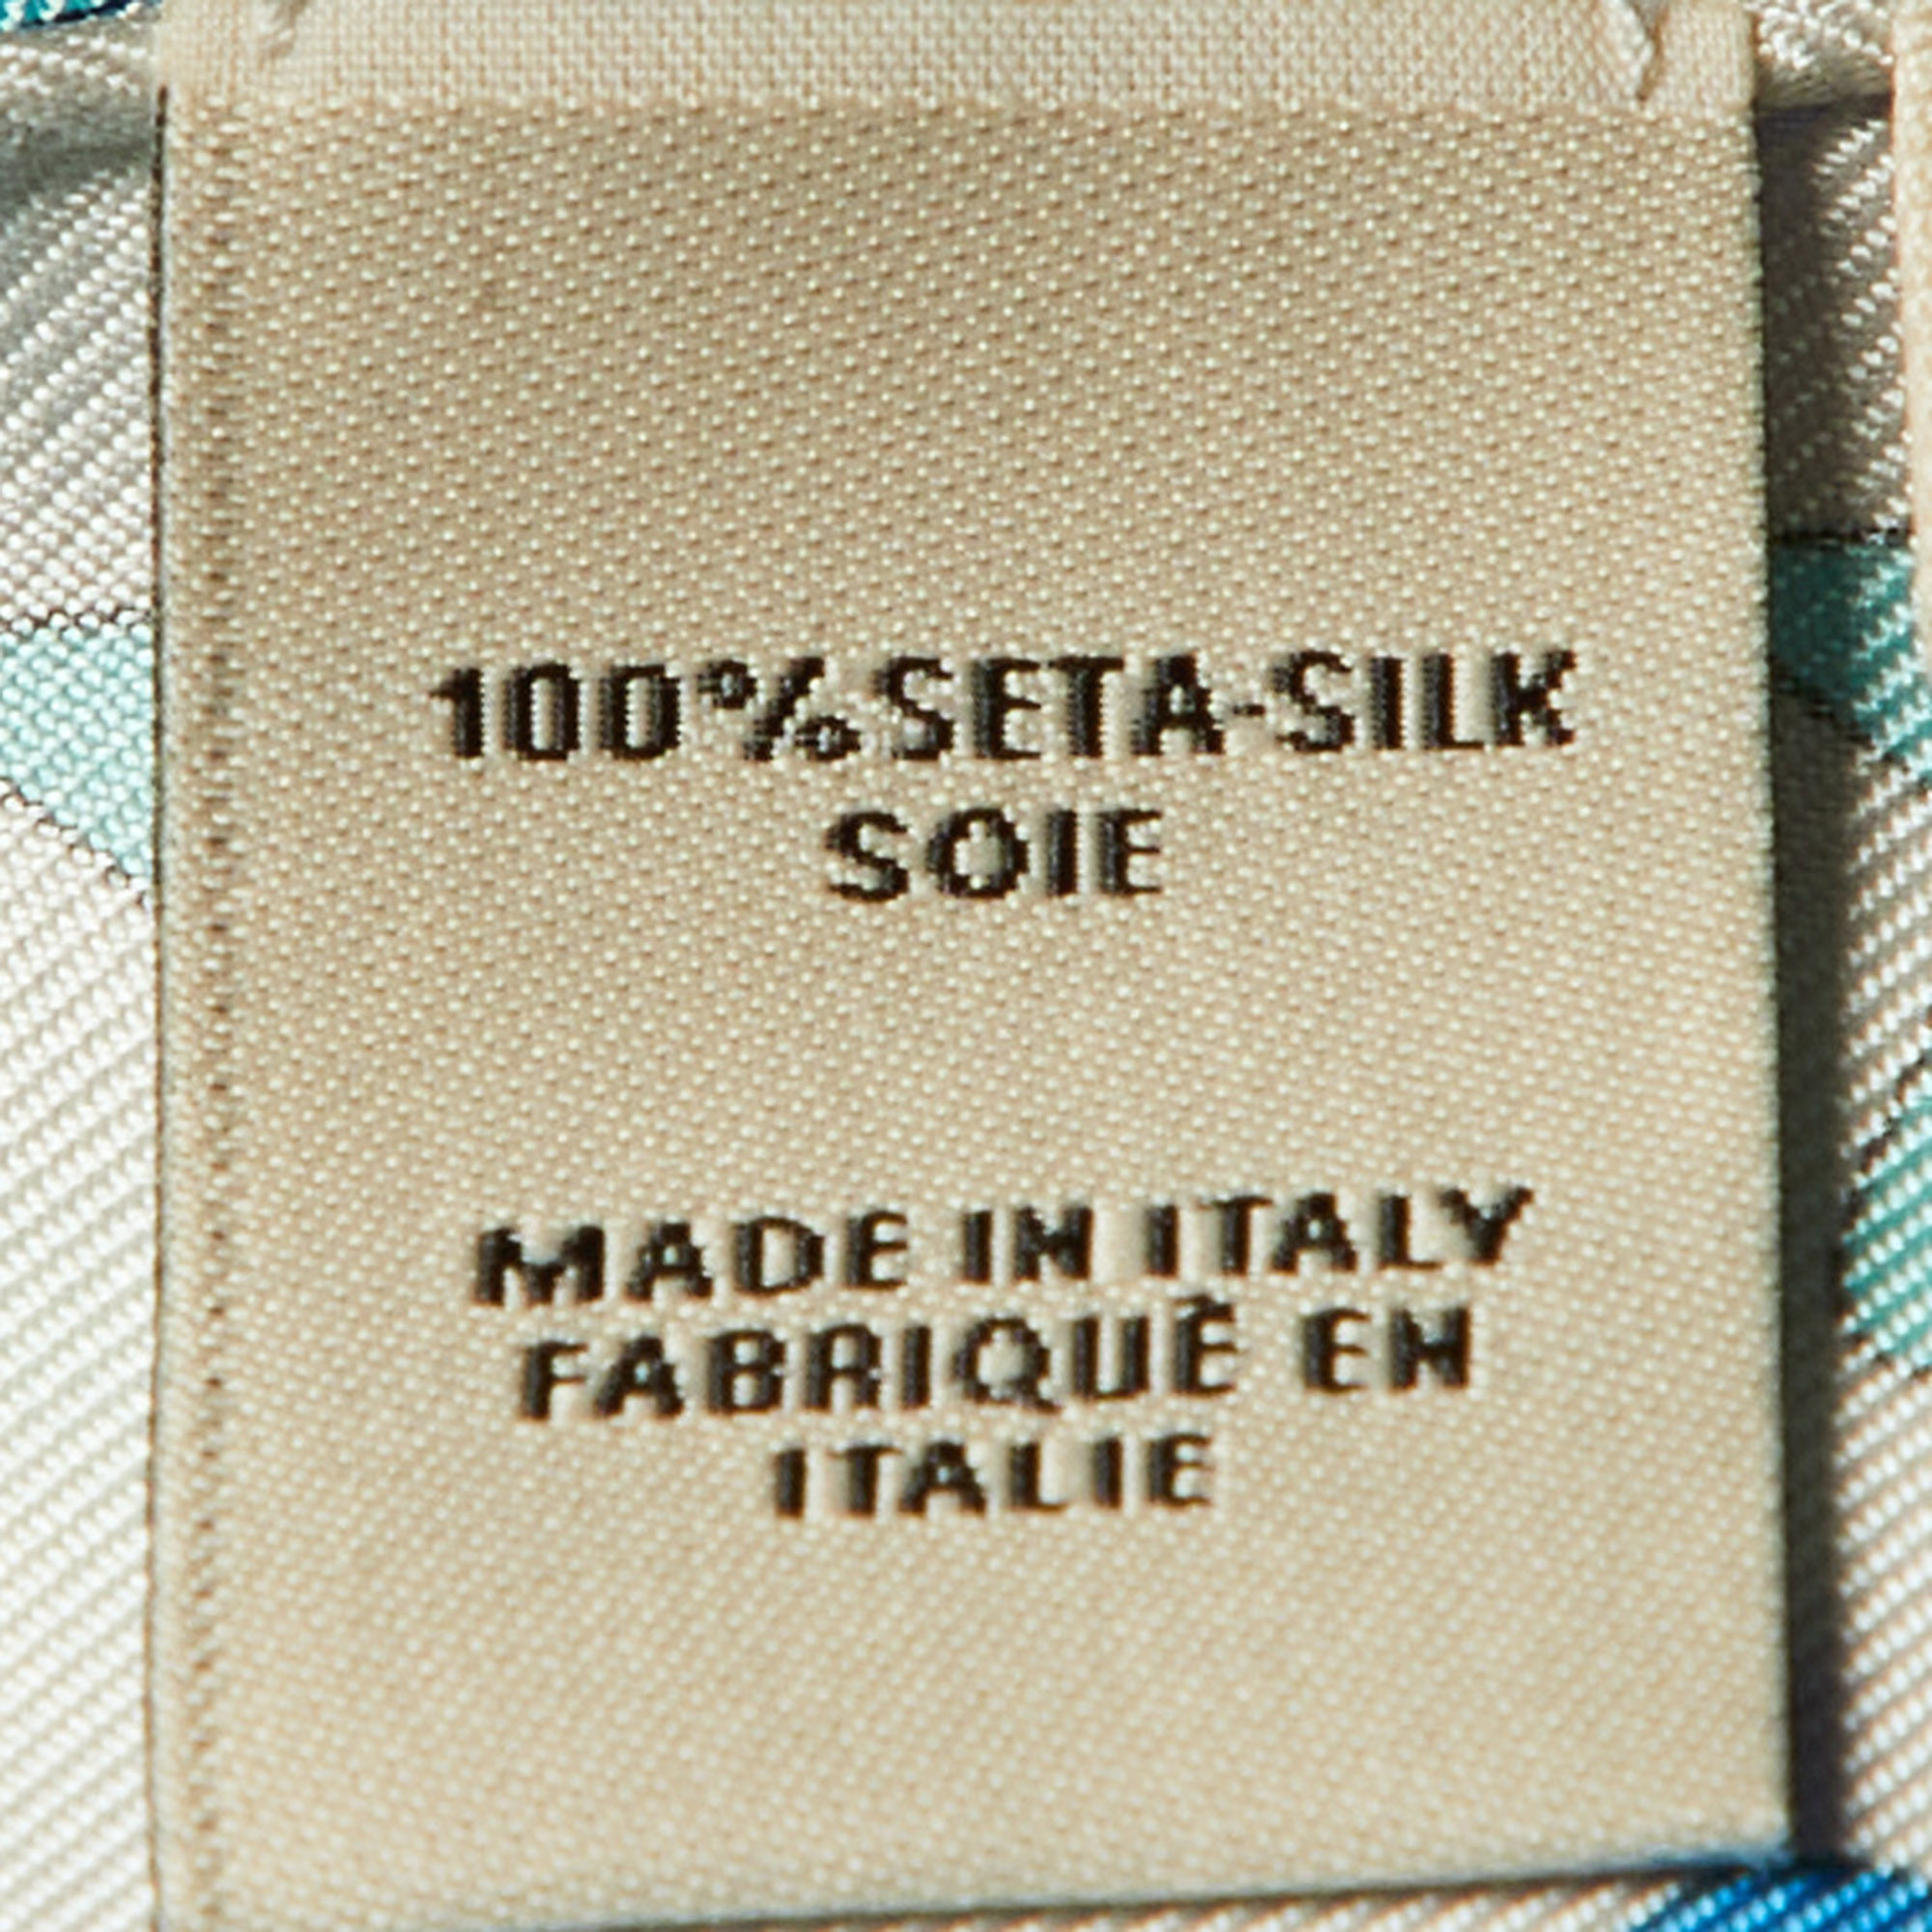 100% SETA-SILK
SOIE
MADE IN ITALY
FABRIQUÉ EN
ITALIE